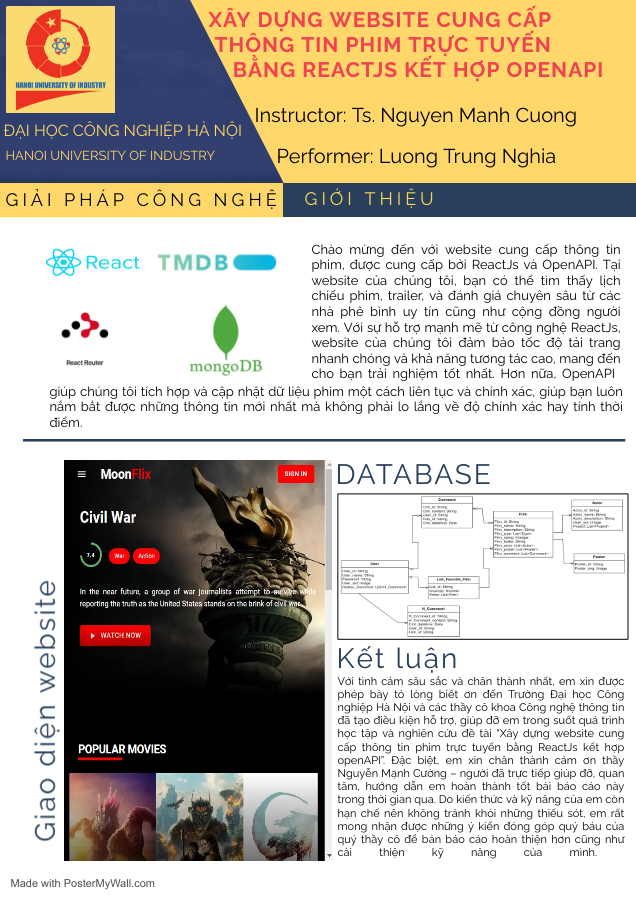 XÂY DỰNG WEBSITE CUNG CẤP
THÔNG TIN PHIM TRỰC TUYẾN
BẰNG REACTJS KẾT HỢP OPENAPI
HANOI UNIVERSITY OF INDUSTRY
ĐẠI HỌC CÔNG NGHIỆP HÀ NỘI
HANOI UNIVERSITY OF INDUSTRY
Instructor: Ts. Nguyen Manh Cuong
Performer: Luong Trung Nghia
GIẢI PHÁP CÔNG NGHỆ
GIỚI THIỆU
React
TMDB
React Router
mongoDB
Chào mừng đến với website cung cấp thông tin
phim, được cung cấp bởi ReactJs và OpenAPI. Tại
website của chúng tôi, bạn có thể tìm thấy lịch
chiếu phim, trailer, và đánh giá chuyên sâu từ các
nhà phê bình uy tín cũng như cộng đồng người
xem. Với sự hỗ trợ mạnh mẽ từ công nghệ ReactJs,
website của chúng tôi đảm bảo tốc độ tải trang
nhanh chóng và khả năng tương tác cao, mang đến
cho bạn trải nghiệm tốt nhất. Hơn nữa, OpenAPI
giúp chúng tôi tích hợp và cập nhật dữ liệu phim một cách liên tục và chính xác, giúp bạn luôn
nắm bắt được những thông tin mới nhất mà không phải lo lắng về độ chính xác hay tính thời
điểm.
Giao diện website
MoonFlix
SIGN IN
Civil War
7.4
War
Action
In the near future, a group of war journalists attempt to survive while
reporting the truth as the United States stands on the brink of civil war.
WATCH NOW
POPULAR MOVIES
DATABASE
Comment
Film
Actor
Poster
User
List_Favorite_Film
H_Comment
Kết luận
Với tình cảm sâu sắc và chân thành nhất, em xin được
phép bày tỏ lòng biết ơn đến Trường Đại học Công
nghiệp Hà Nội và các thầy cô khoa Công nghệ thông tin
đã tạo điều kiện hỗ trợ, giúp đỡ em trong suốt quá trình
học tập và nghiên cứu đề tài "Xây dựng website cung
cấp thông tin phim trực tuyến bằng ReactJs kết hợp
openAPI". Đặc biệt, em xin chân thành cảm ơn thầy
Nguyễn Mạnh Cường – người đã trực tiếp giúp đỡ, quan
tâm, hướng dẫn em hoàn thành tốt bài báo cáo này
trong thời gian qua. Do kiến thức và kỹ năng của em còn
hạn chế nên không tránh khỏi những thiếu sót, em rất
mong nhận được những ý kiến đóng góp quý báu của
quý thầy cô để bản báo cáo hoàn thiện hơn cũng như
cải thiện kỹ năng của mình.
Made with PosterMyWall.com